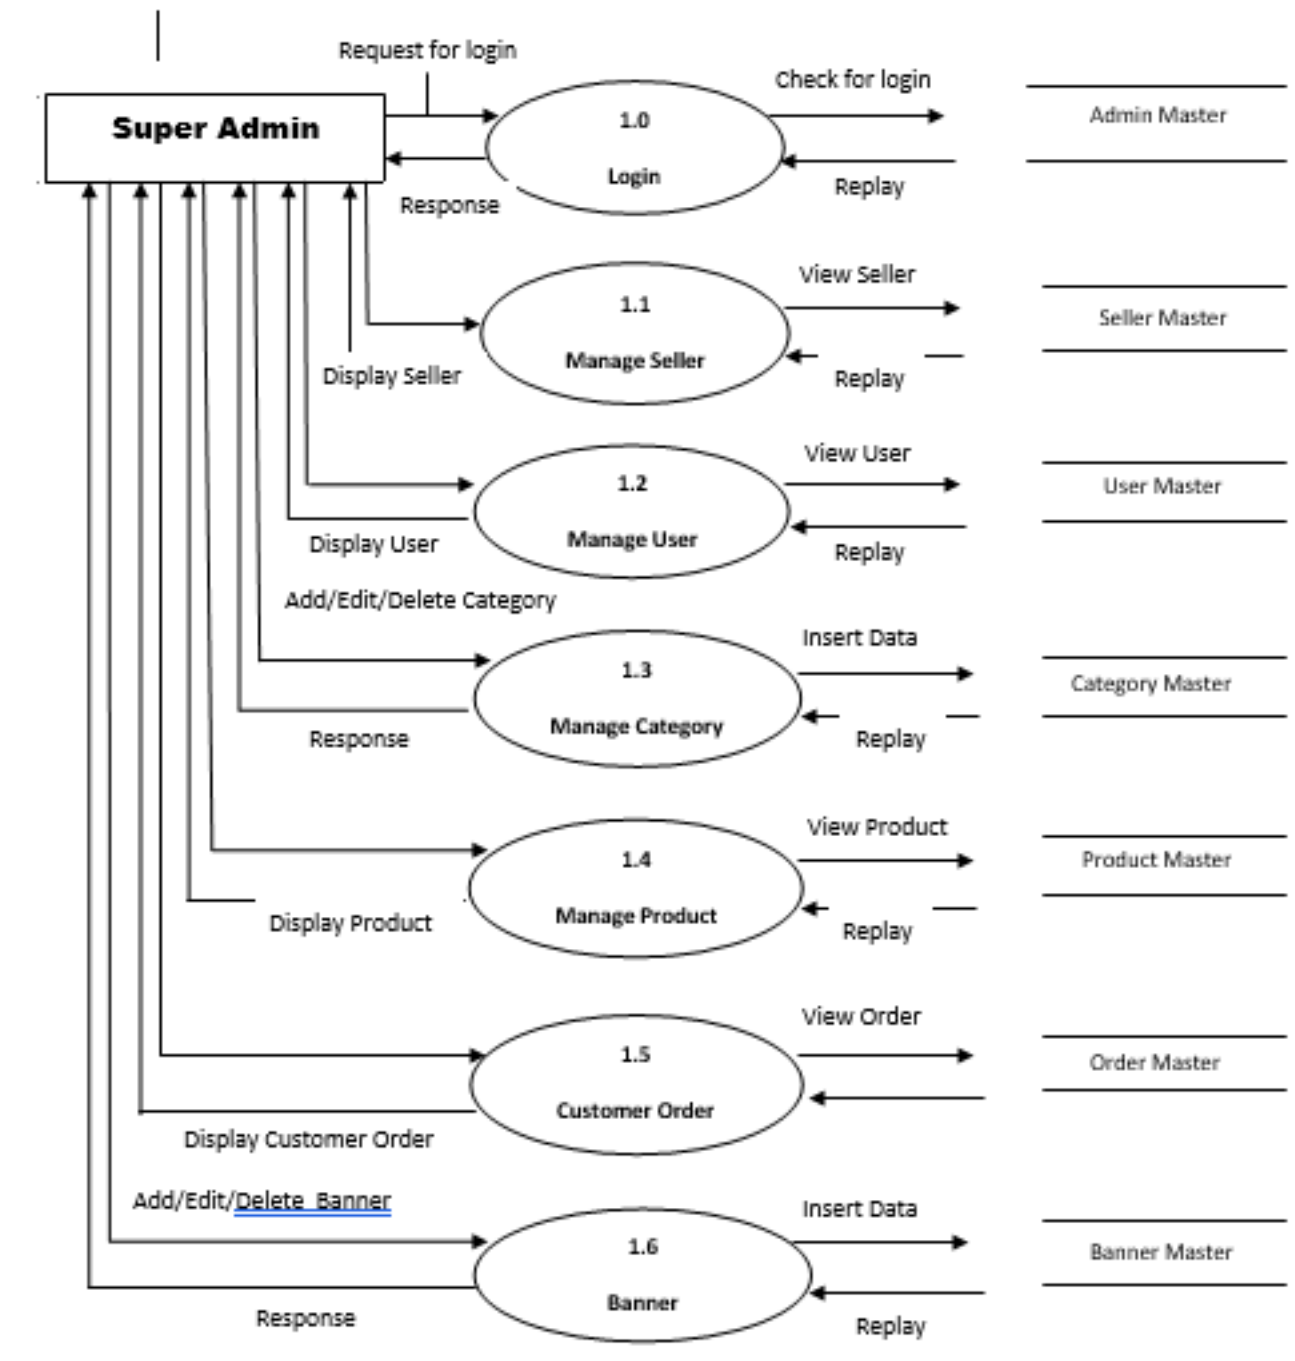 Request for login
Check for login
Super Admin
1.0
Admin Master
Login
Replay
Response
View Seller
1.1
Seller Master
Manage Seller
Display Seller
Replay
View User
1.2
User Master
Manage User
Display User
Replay
Add/Edit/Delete Category
Insert Data
1.3
Category Master
Manage Category
Response
Replay
View Product
1.4
Product Master
Manage Product
Display Product
Replay
View Order
1.5
Order Master
Customer Order
Display Customer Order
Add/Edit/Delete Banner
Insert Data
1.6
Banner Master
Banner
Response
Replay